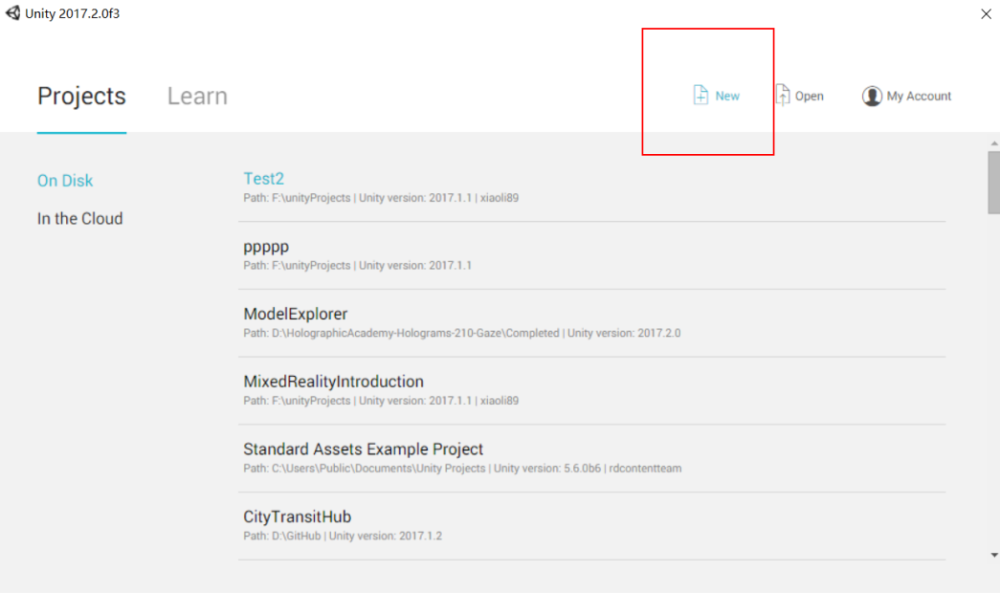 Unity 2017.2.0f3
Projects Learn New Open My Account
On Disk
In the Cloud
Test2
Path: F:\unityProjects | Unity version: 2017.1.1 | xiaoli89
ppppp
Path: F:\unityProjects | Unity version: 2017.1.1
ModelExplorer
Path: D:\HolographicAcademy-Holograms-210-Gaze\Completed | Unity version: 2017.2.0
MixedRealityIntroduction
Path: F:\unityProjects | Unity version: 2017.1.1 | xiaoli89
Standard Assets Example Project
Path: C:\Users\Public\Documents\Unity Projects | Unity version: 5.6.0b6 | rdcontentteam
CityTransitHub
Path: D:\GitHub | Unity version: 2017.1.2